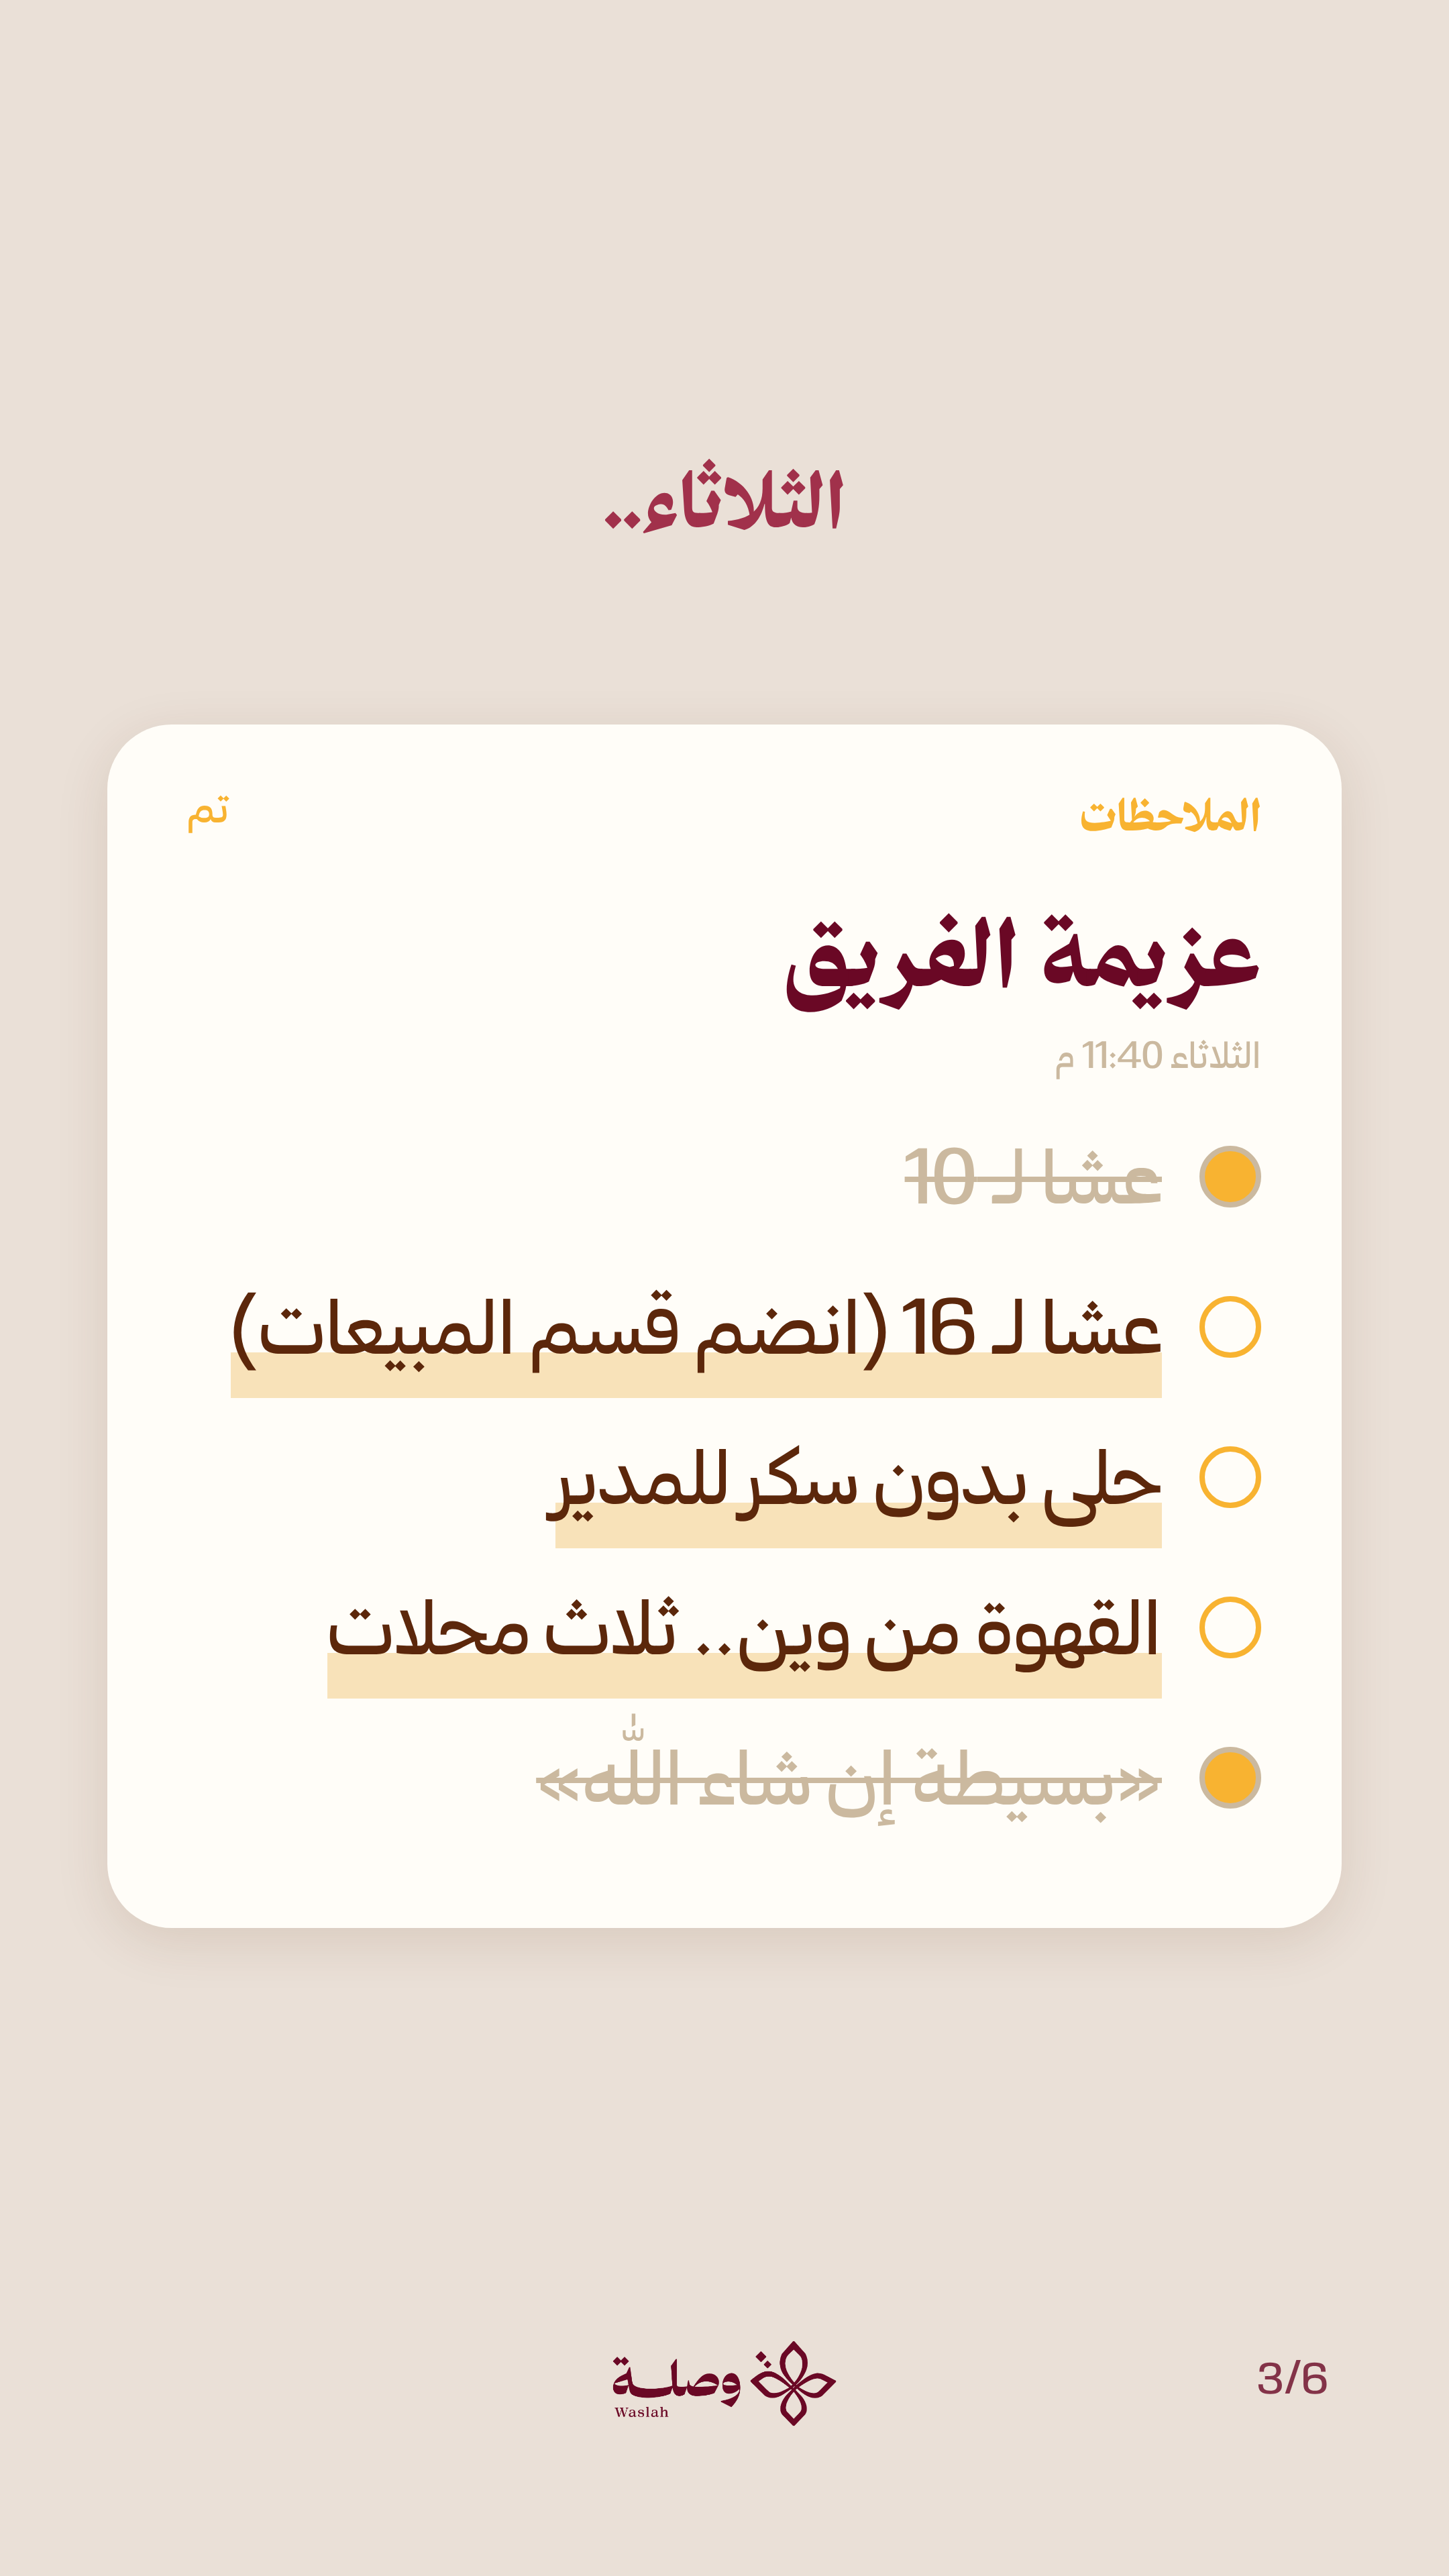 الثلاثاء..
الملاحظات
تم
عزيمة الفريق
الثلاثاء 11:40 م
عشا لـ 10
عشا لـ 16 (انضم قسم المبيعات)
حلى بدون سكر للمدير
القهوة من وين.. ثلاث محلات
«بسيطة إن شاء الله»
3/6
وصلة
Waslah